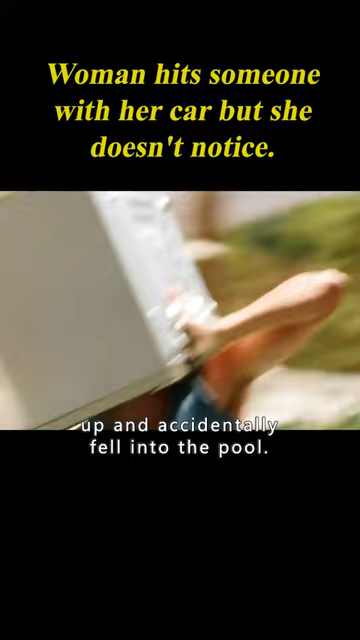 Woman hits someone
with her car but she
doesn't notice.
up and accidentally
fell into the pool.